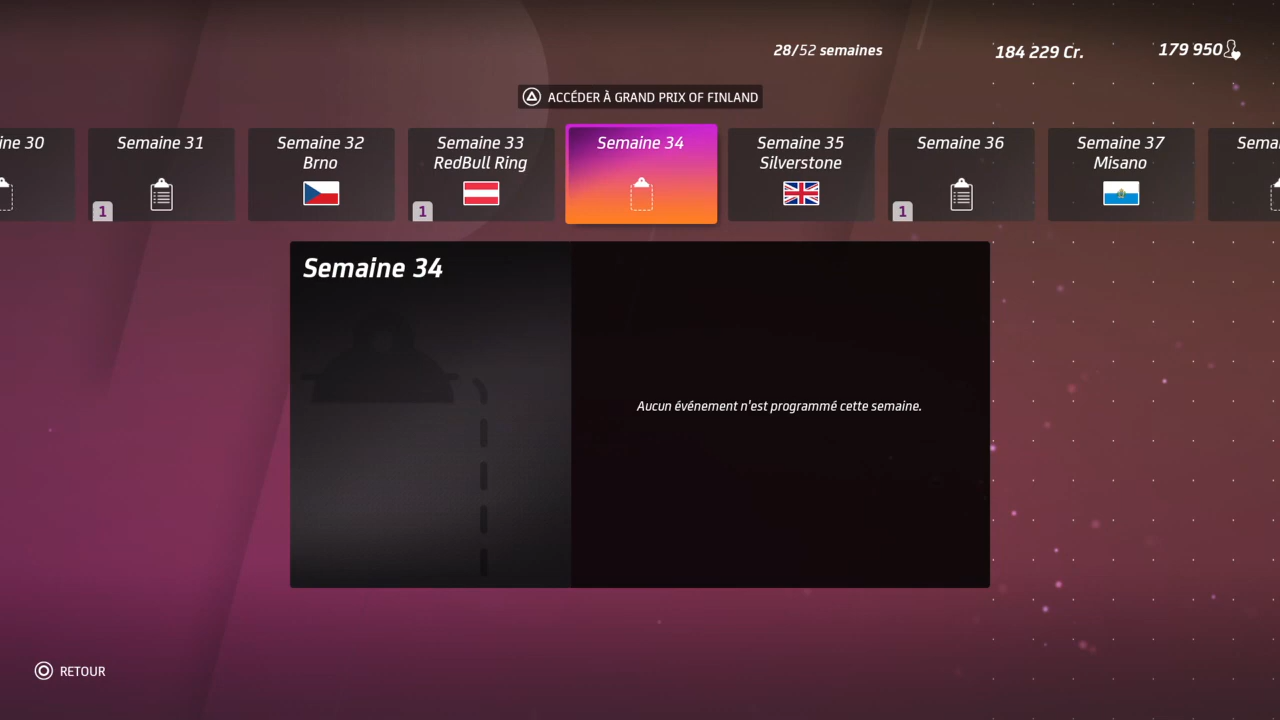 28/52 semaines
184 229 Cr.
179 950
ACCÉDER À GRAND PRIX OF FINLAND
ine 30
Semaine 31
1
Semaine 32
Brno
Semaine 33
RedBull Ring
1
Semaine 34
Semaine 35
Silverstone
Semaine 36
1
Semaine 37
Misano
Sema
Semaine 34
Aucun événement n'est programmé cette semaine.
RETOUR